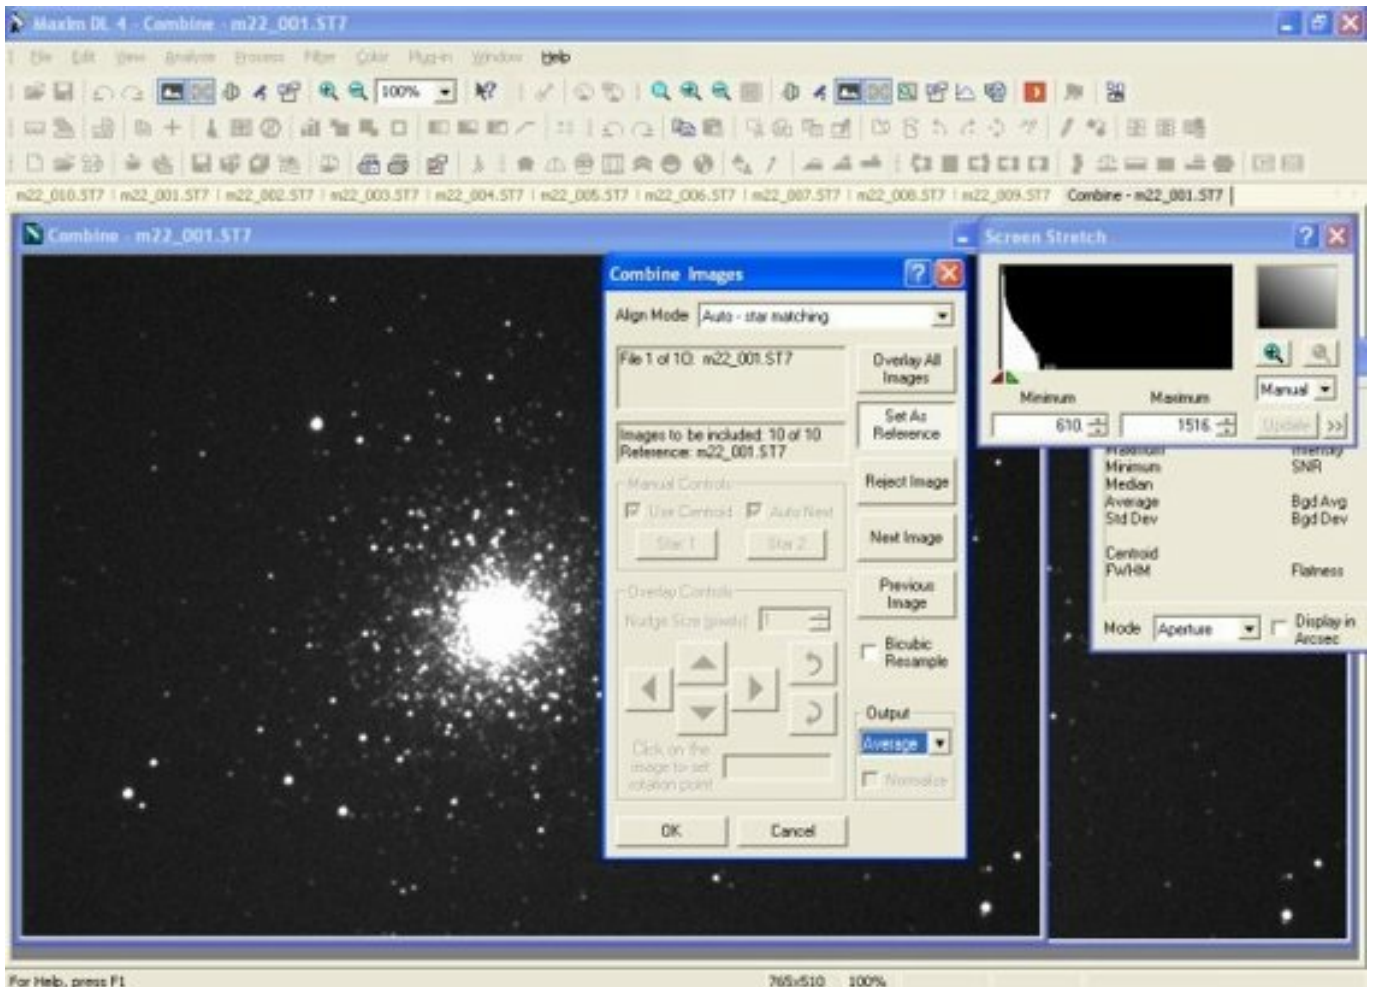 MaxIm DL 4 - Combine - m22_001.ST7
File Edit View Analyze Process Filter Color Plug-in Window Help
100%
m22_010.ST7 | m22_001.ST7 | m22_002.ST7 | m22_003.ST7 | m22_004.ST7 | m22_005.ST7 | m22_006.ST7 | m22_007.ST7 | m22_008.ST7 | m22_009.ST7 Combine - m22_001.ST7
Combine - m22_001.ST7
Combine Images
Align Mode Auto - star matching
File 1 of 10: m22_001.ST7
Overlay All
Images
Set As
Reference
Images to be included: 10 of 10
Reference: m22_001.ST7
Reject Image
Manual Controls
Use Centroid Auto Next
Star 1 Star 2
Next Image
Previous
Image
Overlay Controls
Nudge Size (pixels) 1
Bicubic
Resample
Output
Average
Normalize
Click on the
image to set
rotation point
OK Cancel
Screen Stretch
Minimum Maximum
610. 1516.
Manual
Update >>
Maximum Intensity
Minimum SNR
Median
Average Bgd Avg
Std Dev Bgd Dev
Centroid
FWHM Flatness
Mode Aperture Display in
Arcsec
For Help, press F1 765x510 100%